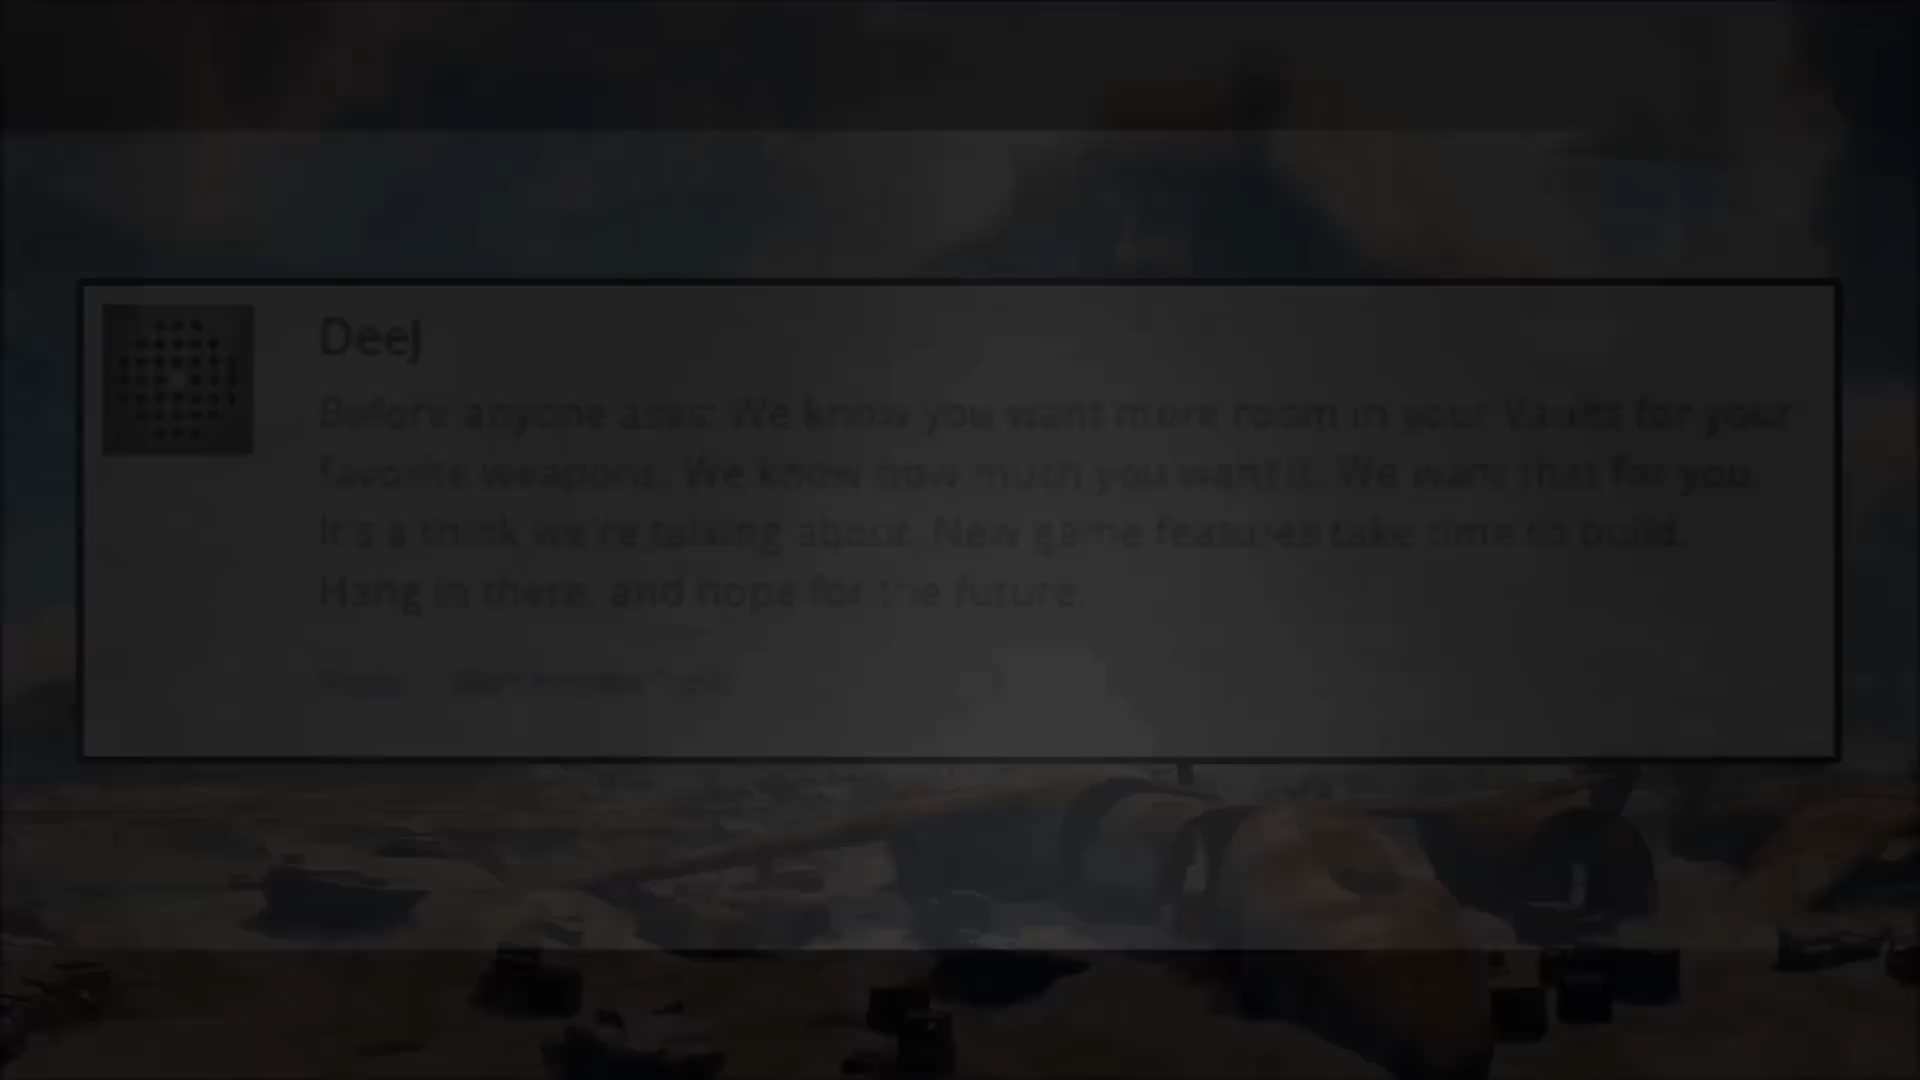 DeeJ
Before anyone asks: We know you want more room in your Vaults for your
favorite weapons. We know how much you want it. We want that for you.
It's a think we're talking about. New game features take time to build.
Hang in there, and hope for the future.